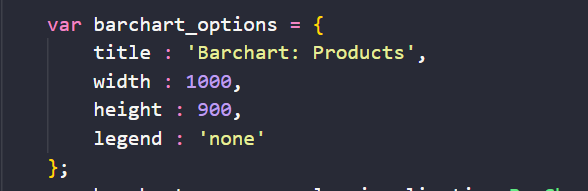 var barchart_options = {
title : 'Barchart: Products',
width : 1000,
height : 900,
legend : 'none'
};